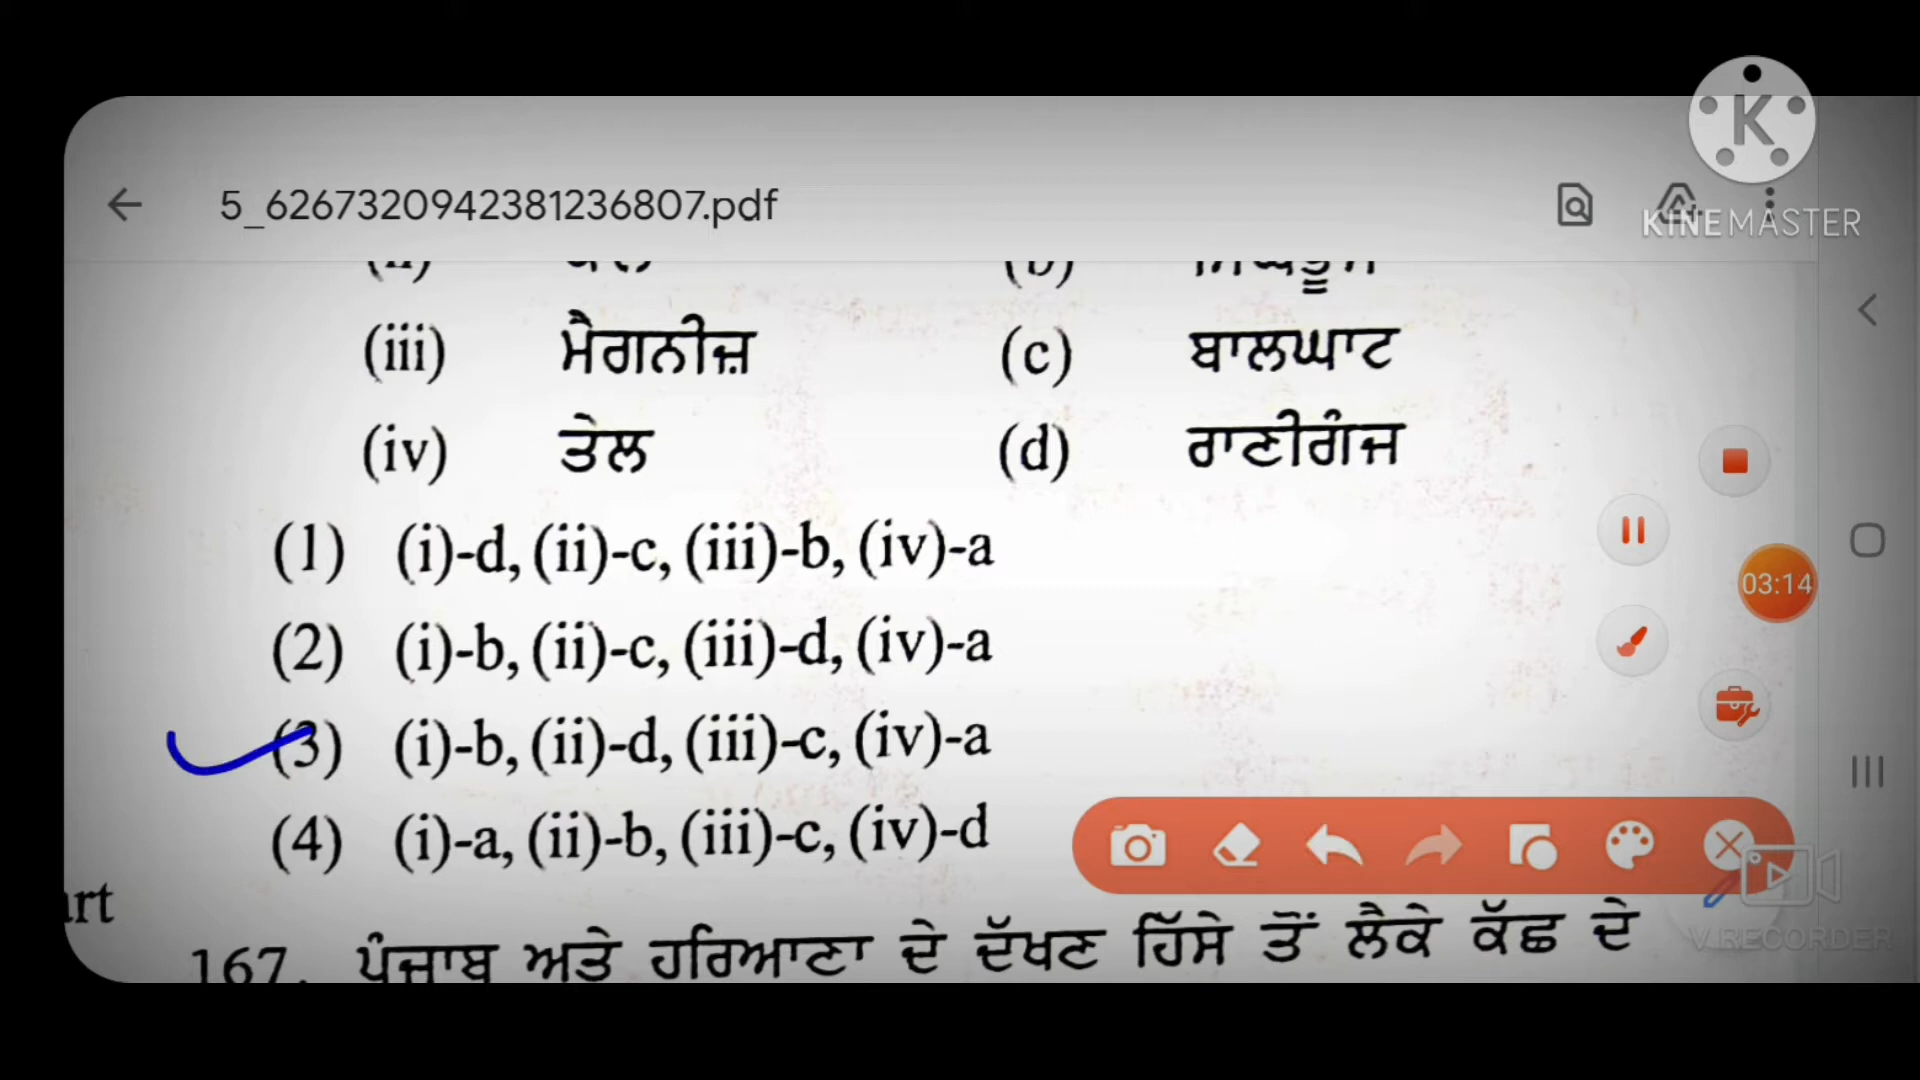 5_6267320942381236807.pdf
KINEMASTER
(iii) ਮੈਗਨੀਜ਼ (c) ਬਾਲਘਾਟ
(iv) ਤੇਲ (d) ਰਾਣੀਗੰਜ
(1) (i)-d, (ii)-c, (iii)-b, (iv)-a
(2) (i)-b, (ii)-c, (iii)-d, (iv)-a
03:14
(3) (i)-b, (ii)-d, (iii)-c, (iv)-a
(4) (i)-a, (ii)-b, (iii)-c, (iv)-d
167. ਪੰਜਾਬ ਅਤੇ ਹਰਿਆਣਾ ਦੇ ਦੱਖਣ ਹਿੱਸੇ ਤੋਂ ਲੈਕੇ ਕੱਛ ਦੇ
V RECORDER